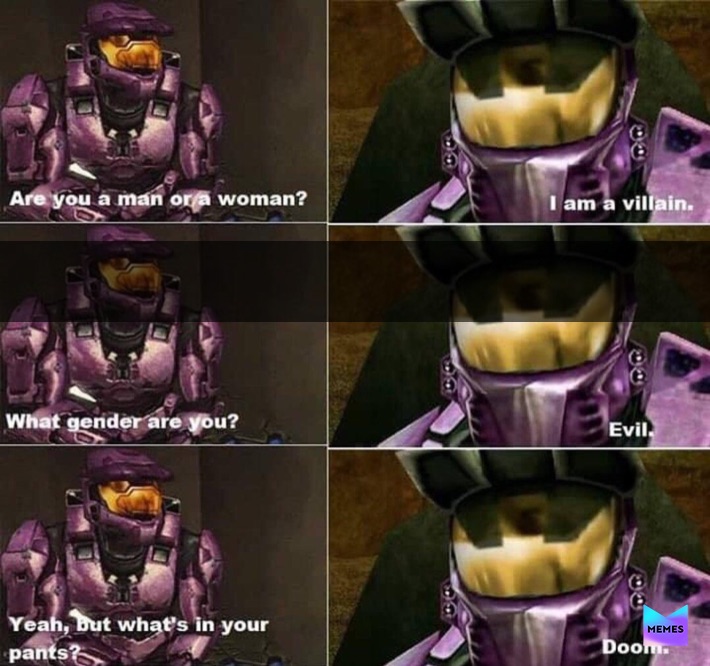 Are you a man or a woman?
I am a villain.
What gender are you?
Evil.
Yeah, but what's in your
pants?
Doom.
MEMES